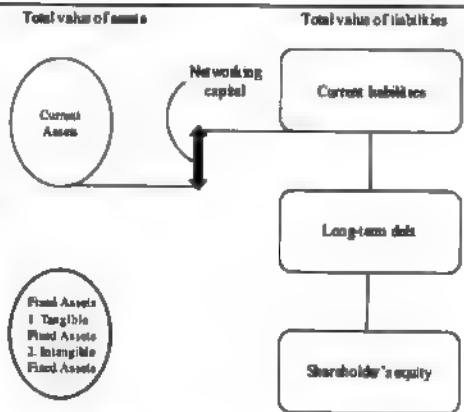 Total value of assets
Total value of liabilities
Networking
capital
Current
Assets
Current liabilities
Long-term debt
Fixed Assets
1. Tangible
Fixed Assets
2. Intangible
Fixed Assets
Shareholder's equity